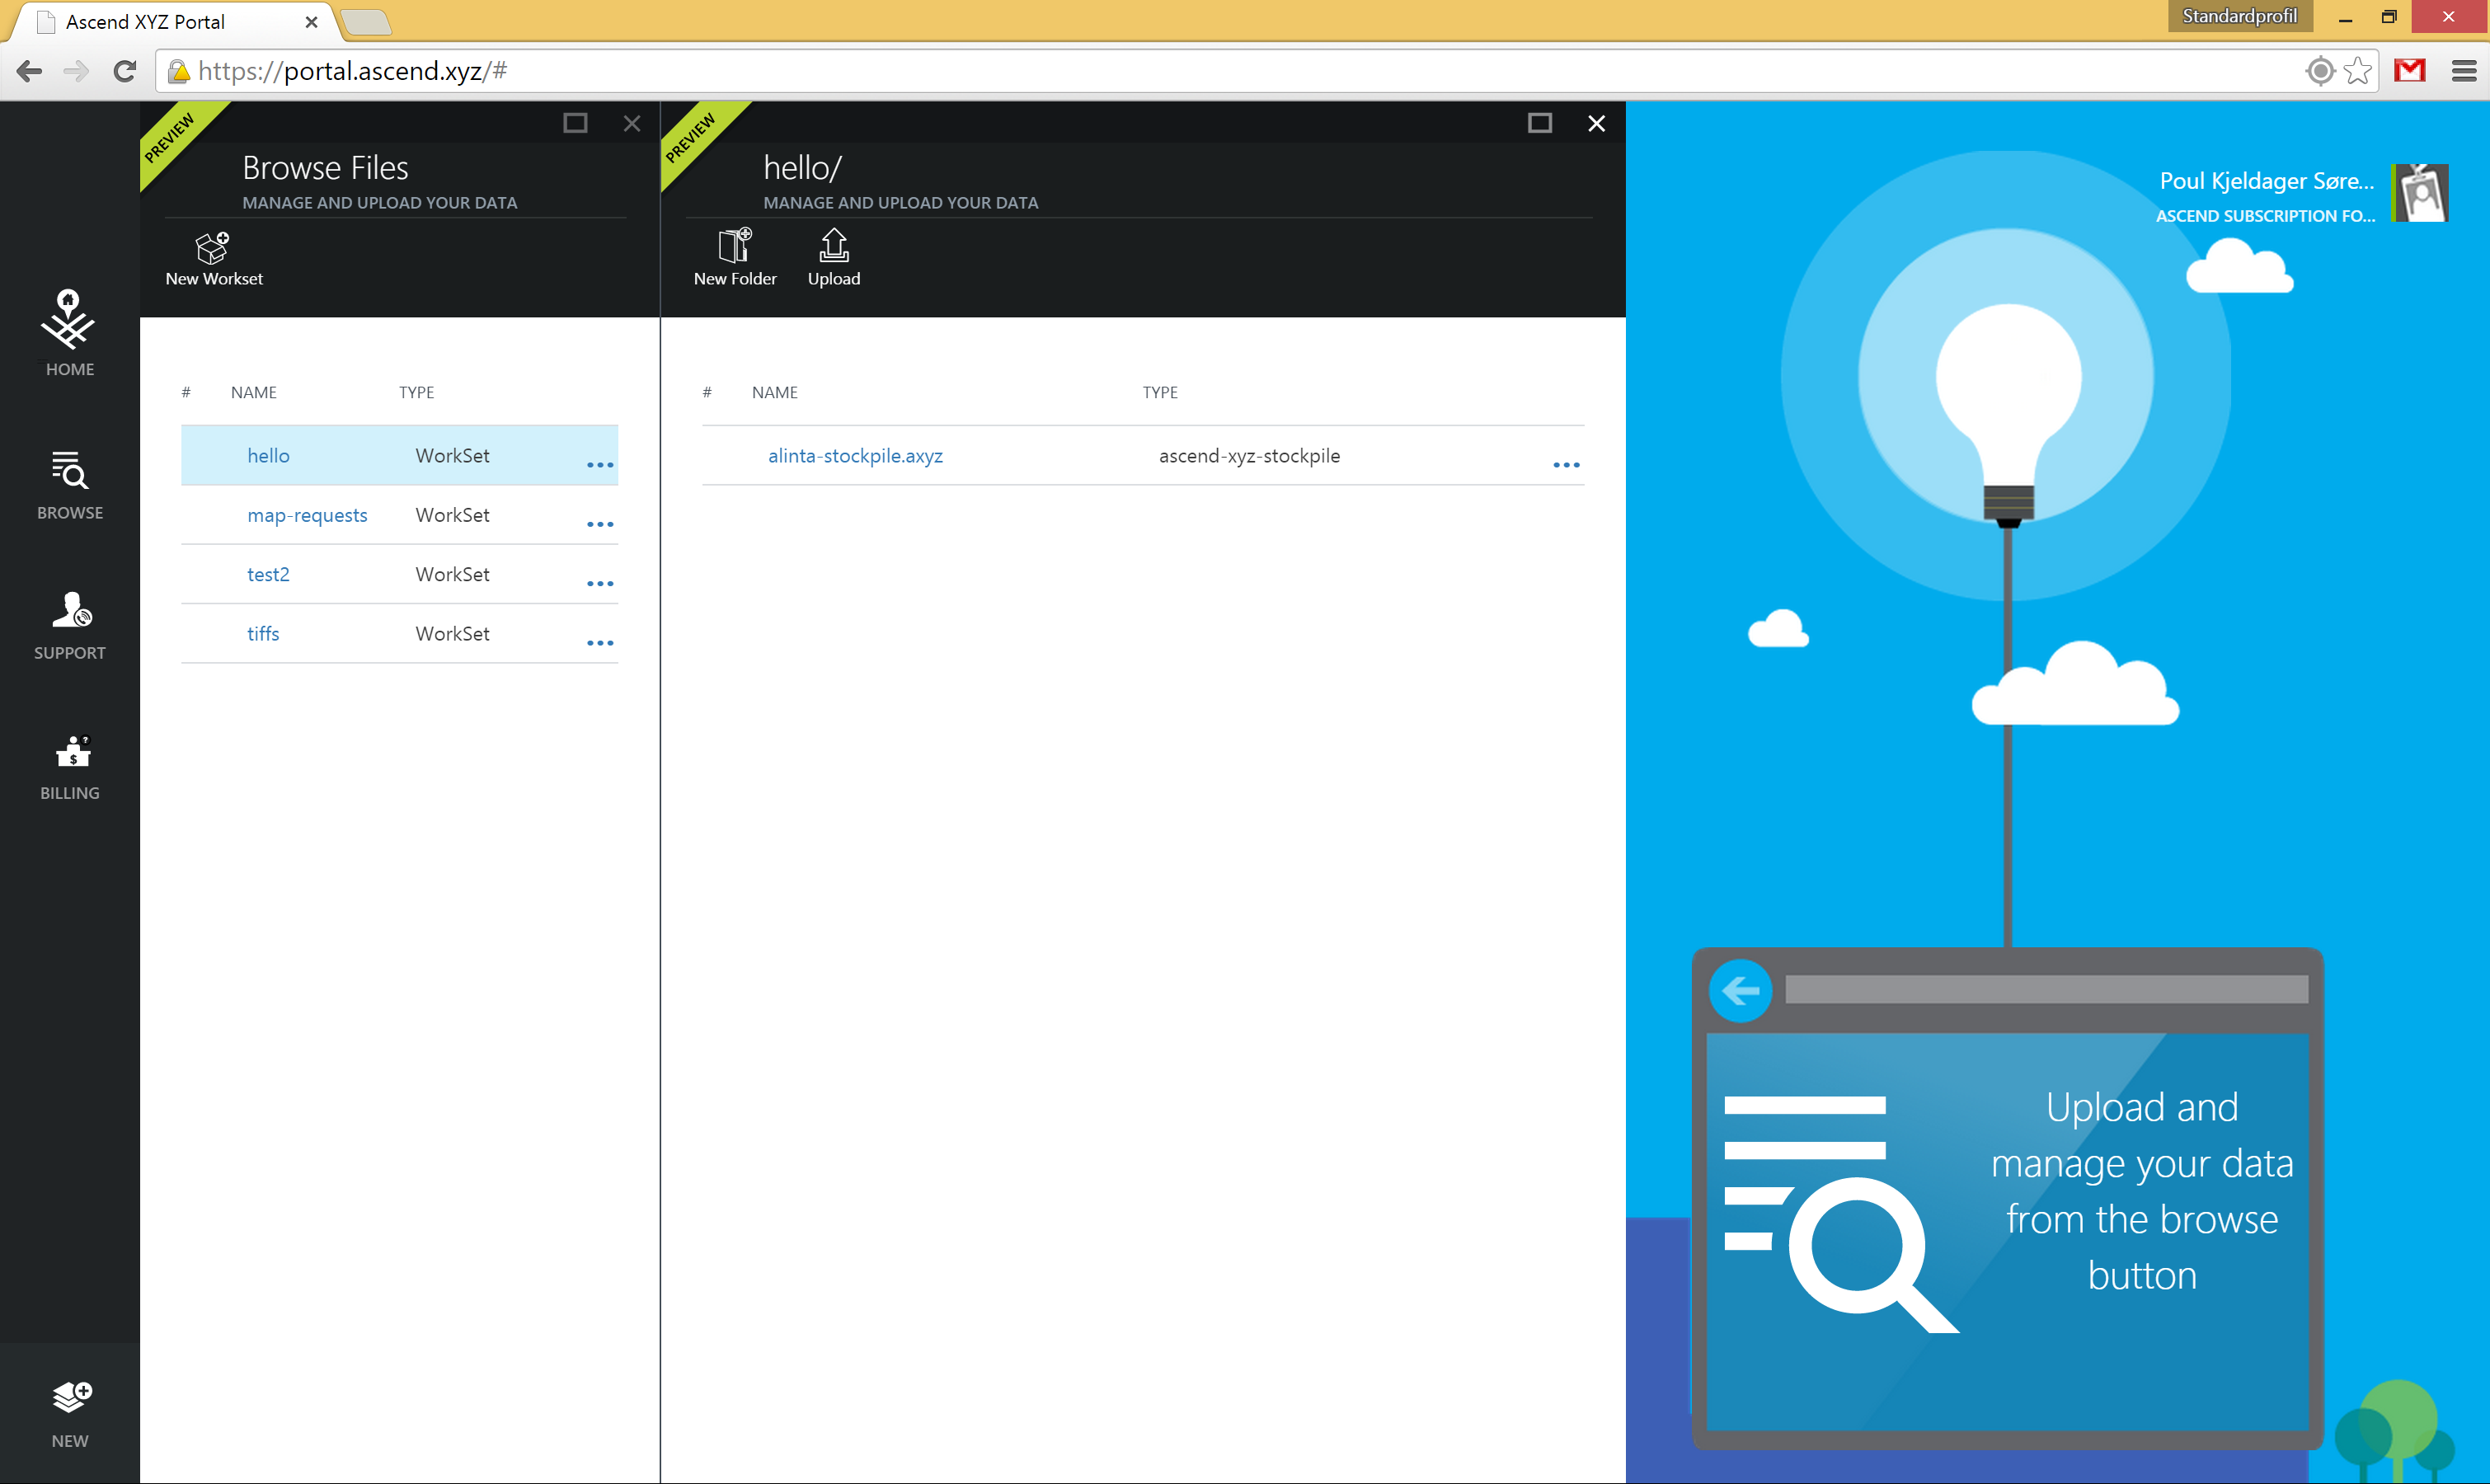 Ascend XYZ Portal
Standardprofil
https://portal.ascend.xyz/#
HOME
BROWSE
SUPPORT
BILLING
NEW
PREVIEW
Browse Files
MANAGE AND UPLOAD YOUR DATA
New Workset
# NAME TYPE
hello WorkSet ...
map-requests WorkSet ...
test2 WorkSet ...
tiffs WorkSet ...
PREVIEW
hello/
MANAGE AND UPLOAD YOUR DATA
New Folder Upload
# NAME TYPE
alinta-stockpile.axyz ascend-xyz-stockpile ...
Poul Kjeldager Søre...
ASCEND SUBSCRIPTION FO...
Upload and
manage your data
from the browse
button